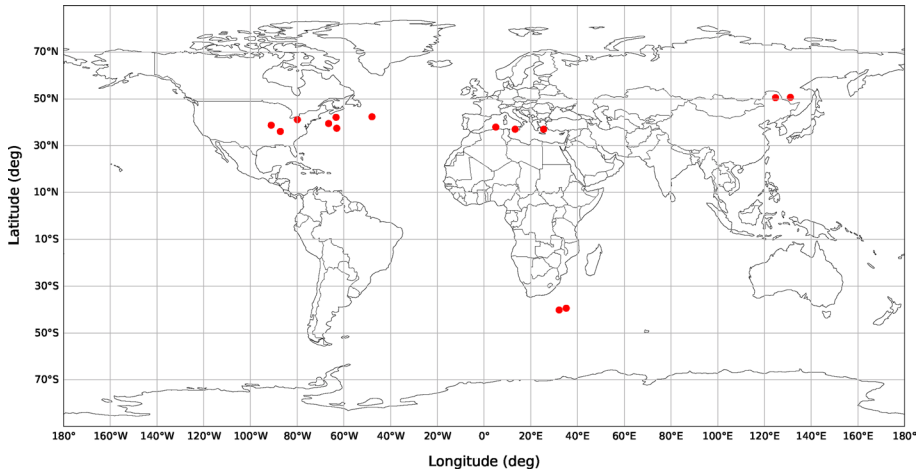 70°N
50°N
30°N
10°N
10°S
30°S
50°S
70°S
Latitude (deg)
180° 160°W 140°W 120°W 100°W 80°W 60°W 40°W 20°W 0° 20°E 40°E 60°E 80°E 100°E 120°E 140°E 160°E 180°
Longitude (deg)